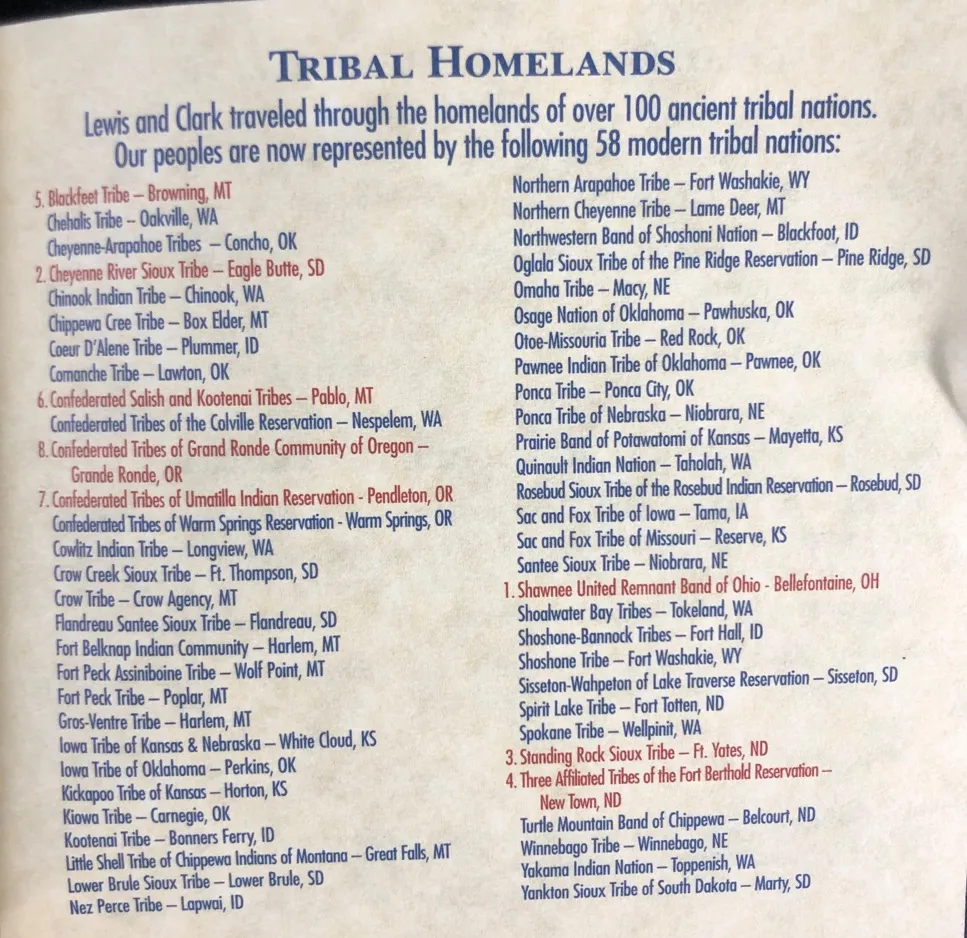 TRIBAL HOMELANDS
Lewis and Clark traveled through the homelands of over 100 ancient tribal nations.
Our peoples are now represented by the following 58 modern tribal nations:
5. Blackfeet Tribe – Browning, MT
Chehalis Tribe – Oakville, WA
Cheyenne-Arapahoe Tribes – Concho, OK
2. Cheyenne River Sioux Tribe – Eagle Butte, SD
Chinook Indian Tribe – Chinook, WA
Chippewa Cree Tribe – Box Elder, MT
Coeur D'Alene Tribe – Plummer, ID
Comanche Tribe – Lawton, OK
6. Confederated Salish and Kootenai Tribes – Pablo, MT
Confederated Tribes of the Colville Reservation – Nespelem, WA
8. Confederated Tribes of Grand Ronde Community of Oregon –
Grande Ronde, OR
7. Confederated Tribes of Umatilla Indian Reservation - Pendleton, OR
Confederated Tribes of Warm Springs Reservation - Warm Springs, OR
Cowlitz Indian Tribe – Longview, WA
Crow Creek Sioux Tribe – Ft. Thompson, SD
Crow Tribe – Crow Agency, MT
Flandreau Santee Sioux Tribe – Flandreau, SD
Fort Belknap Indian Community – Harlem, MT
Fort Peck Assiniboine Tribe – Wolf Point, MT
Fort Peck Tribe – Poplar, MT
Gros-Ventre Tribe – Harlem, MT
Iowa Tribe of Kansas & Nebraska – White Cloud, KS
Iowa Tribe of Oklahoma – Perkins, OK
Kickapoo Tribe of Kansas – Horton, KS
Kiowa Tribe – Carnegie, OK
Kootenai Tribe – Bonners Ferry, ID
Little Shell Tribe of Chippewa Indians of Montana – Great Falls, MT
Lower Brule Sioux Tribe – Lower Brule, SD
Nez Perce Tribe – Lapwai, ID
Northern Arapahoe Tribe – Fort Washakie, WY
Northern Cheyenne Tribe – Lame Deer, MT
Northwestern Band of Shoshoni Nation – Blackfoot, ID
Oglala Sioux Tribe of the Pine Ridge Reservation – Pine Ridge, SD
Omaha Tribe – Macy, NE
Osage Nation of Oklahoma – Pawhuska, OK
Otoe-Missouria Tribe – Red Rock, OK
Pawnee Indian Tribe of Oklahoma – Pawnee, OK
Ponca Tribe – Ponca City, OK
Ponca Tribe of Nebraska – Niobrara, NE
Prairie Band of Potawatomi of Kansas – Mayetta, KS
Quinault Indian Nation – Taholah, WA
Rosebud Sioux Tribe of the Rosebud Indian Reservation – Rosebud, SD
Sac and Fox Tribe of Iowa – Tama, IA
Sac and Fox Tribe of Missouri – Reserve, KS
Santee Sioux Tribe – Niobrara, NE
1. Shawnee United Remnant Band of Ohio - Bellefontaine, OH
Shoalwater Bay Tribes – Tokeland, WA
Shoshone-Bannock Tribes – Fort Hall, ID
Shoshone Tribe – Fort Washakie, WY
Sisseton-Wahpeton of Lake Traverse Reservation – Sisseton, SD
Spirit Lake Tribe – Fort Totten, ND
Spokane Tribe – Wellpinit, WA
3. Standing Rock Sioux Tribe – Ft. Yates, ND
4. Three Affiliated Tribes of the Fort Berthold Reservation –
New Town, ND
Turtle Mountain Band of Chippewa – Belcourt, ND
Winnebago Tribe – Winnebago, NE
Yakama Indian Nation – Toppenish, WA
Yankton Sioux Tribe of South Dakota – Marty, SD